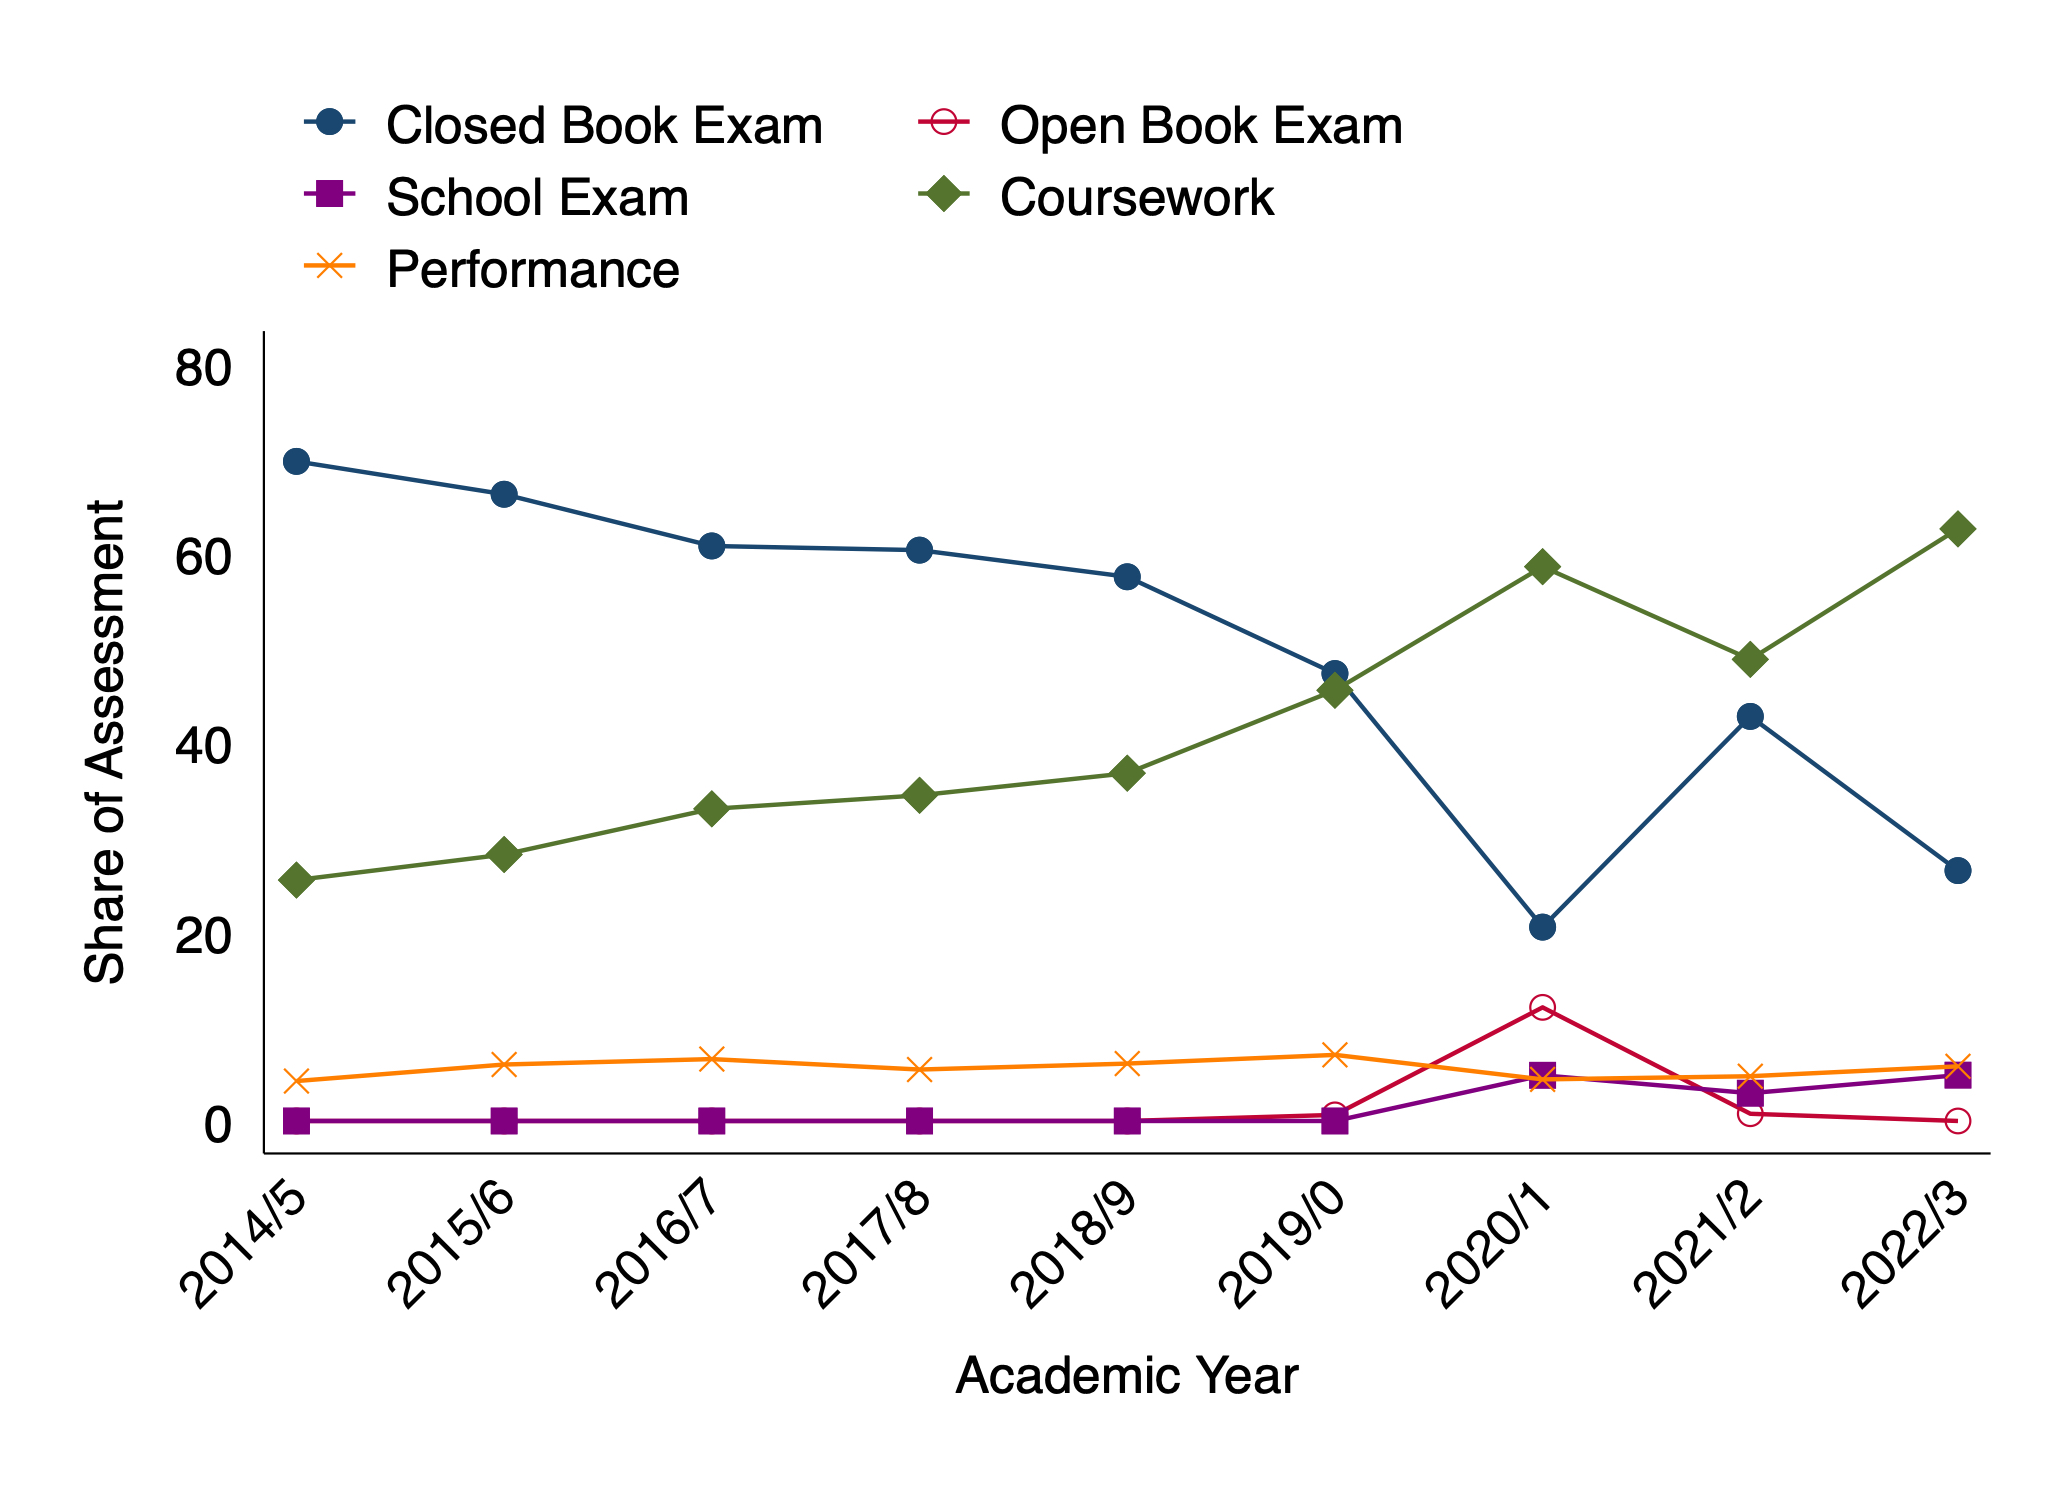 Closed Book Exam
Open Book Exam
School Exam
Coursework
Performance
80
60
40
20
0
Share of Assessment
2014/5
2015/6
2016/7
2017/8
2018/9
2019/0
2020/1
2021/2
2022/3
Academic Year